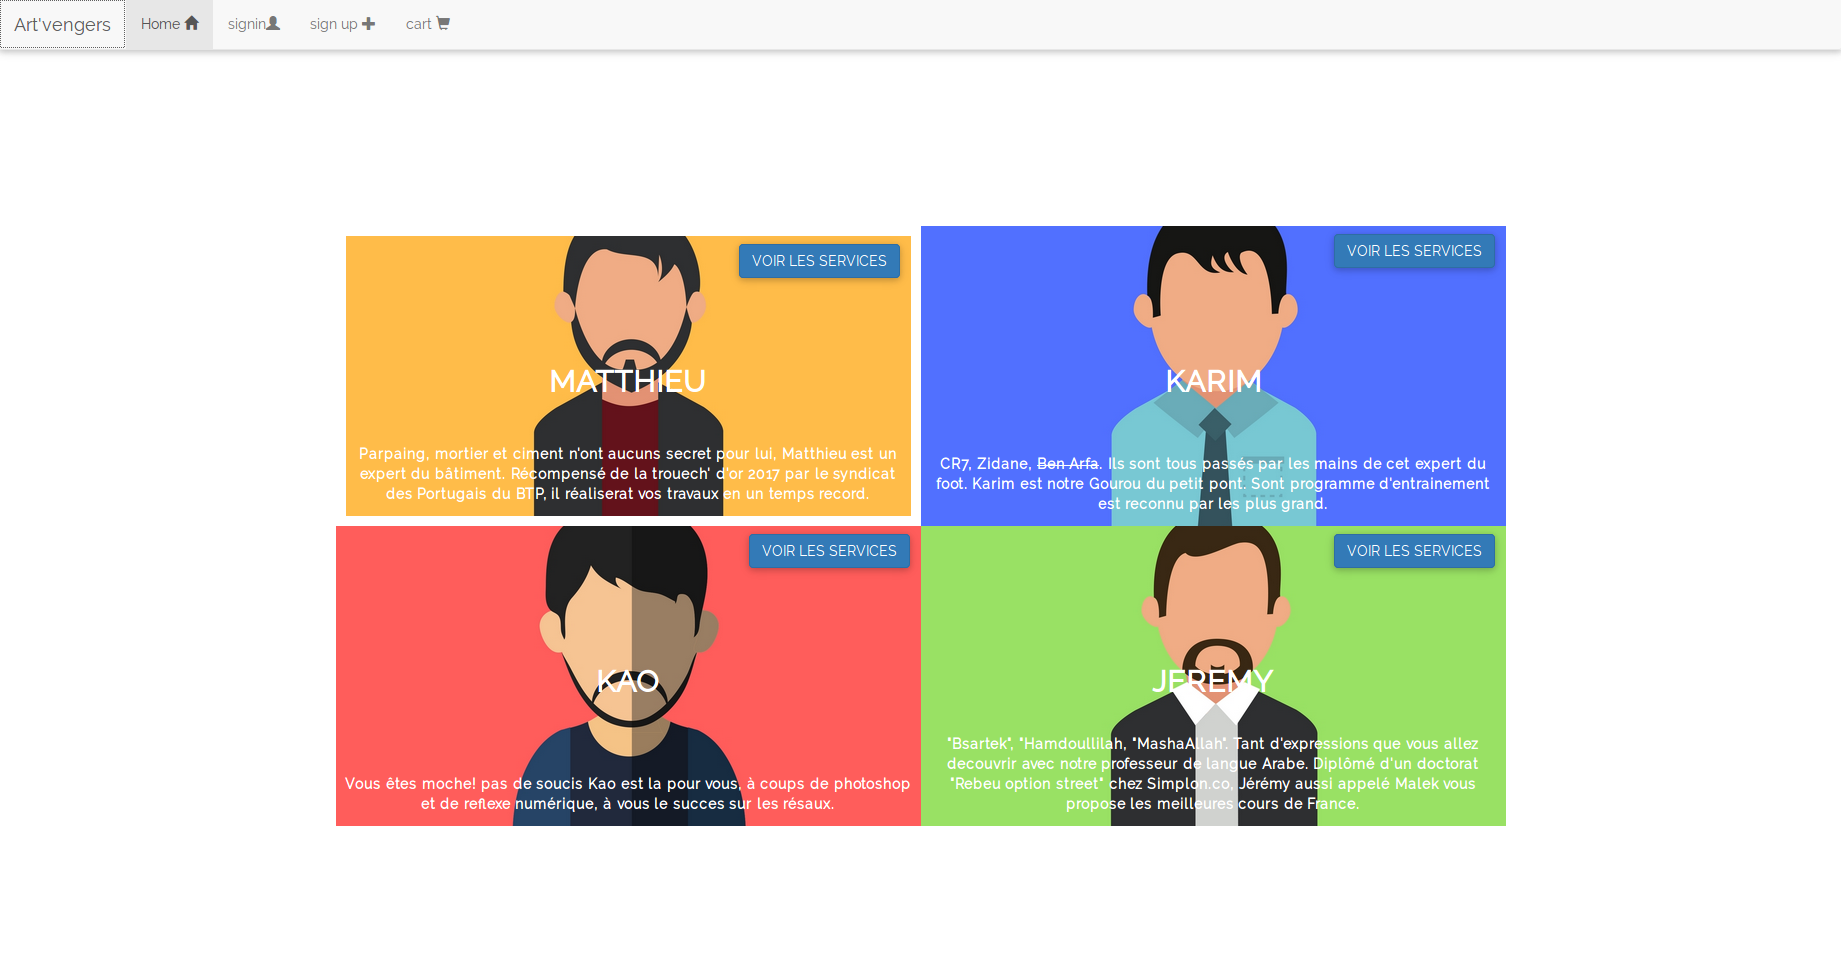 Art'vengers Home signin sign up cart
VOIR LES SERVICES
MATTHIEU
Parpaing, mortier et ciment n'ont aucuns secret pour lui, Matthieu est un
expert du bâtiment. Récompensé de la trouech' d'or 2017 par le syndicat
des Portugais du BTP, il réaliserat vos travaux en un temps record.
VOIR LES SERVICES
KARIM
CR7, Zidane, Ben Arfa. Ils sont tous passés par les mains de cet expert du
foot. Karim est notre Gourou du petit pont. Sont programme d'entrainement
est reconnu par les plus grand.
VOIR LES SERVICES
KAO
Vous êtes moche! pas de soucis Kao est la pour vous, à coups de photoshop
et de reflexe numérique, à vous le succes sur les résaux.
VOIR LES SERVICES
JEREMY
"Bsartek", "Hamdoullilah, "MashaAllah". Tant d'expressions que vous allez
decouvrir avec notre professeur de langue Arabe. Diplômé d'un doctorat
"Rebeu option street" chez Simplon.co, Jérémy aussi appelé Malek vous
propose les meilleures cours de France.